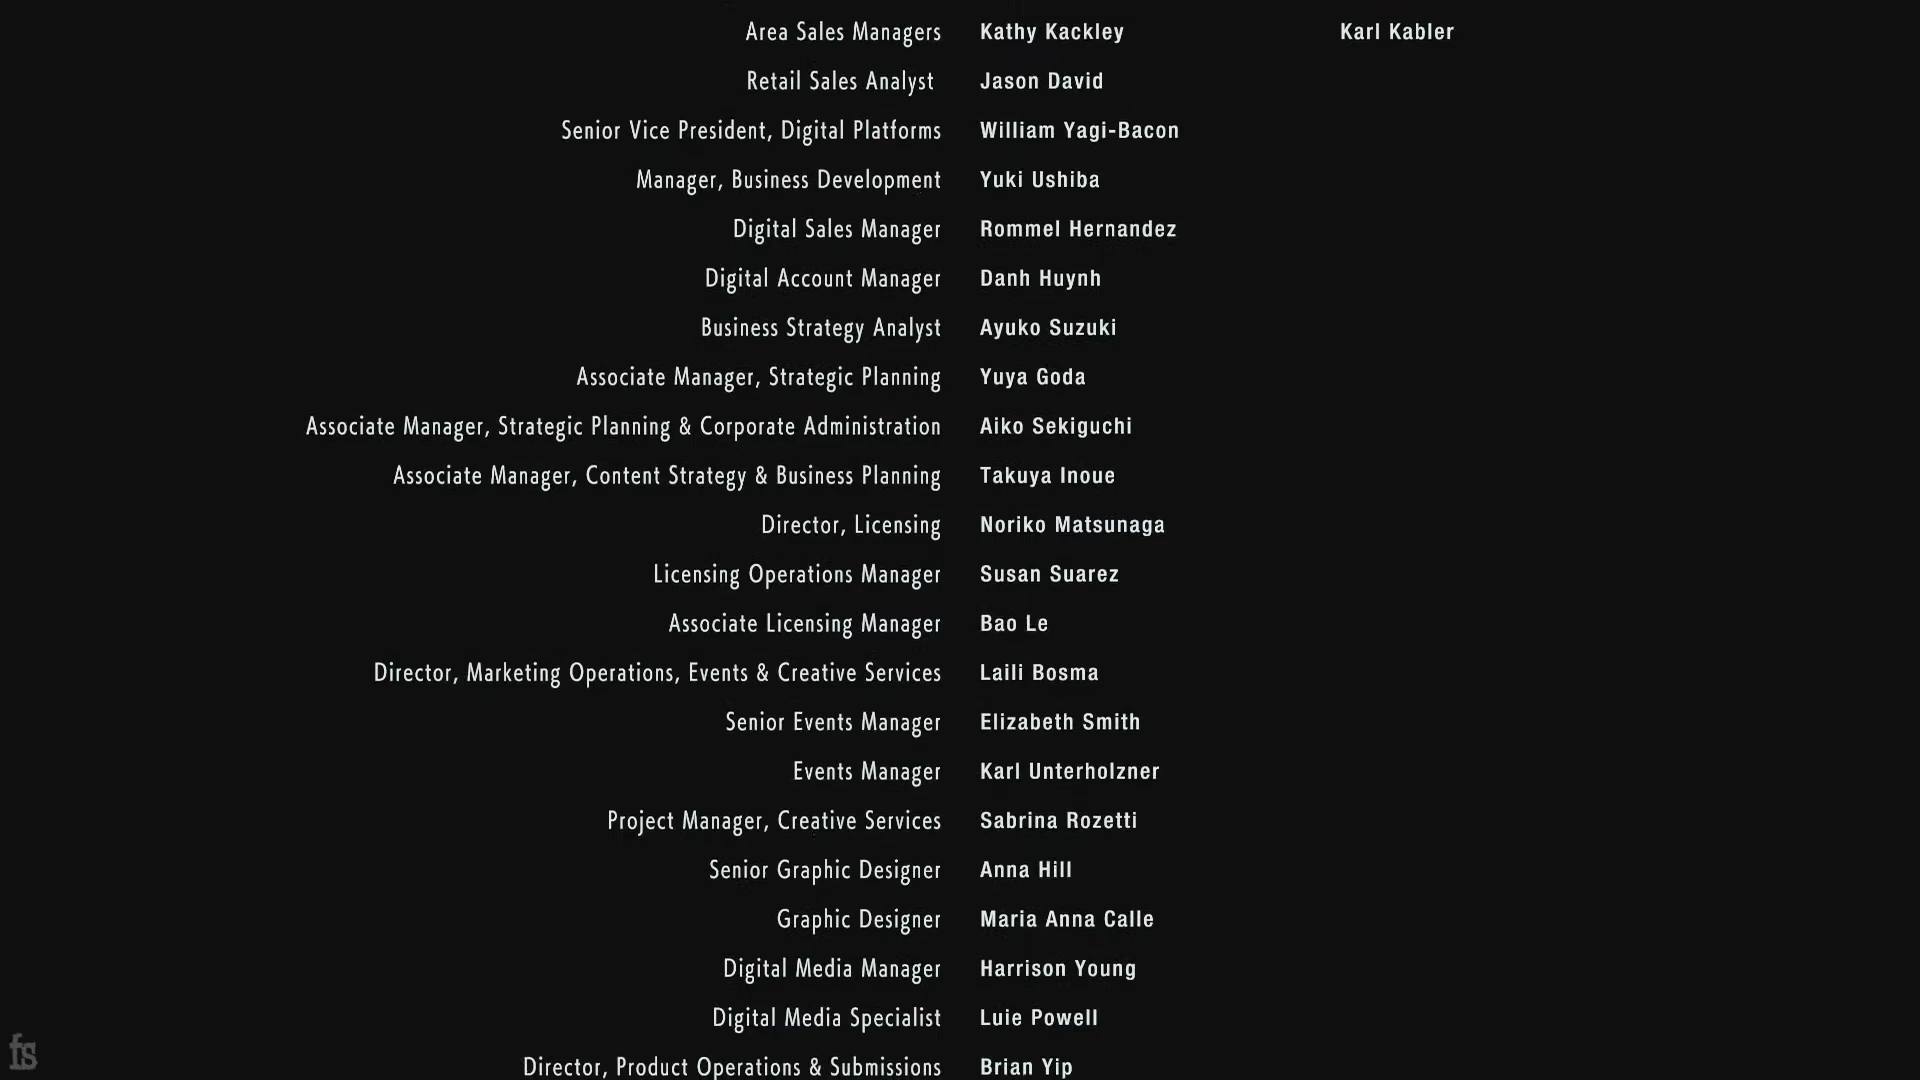 Area Sales Managers Kathy Kackley Karl Kabler
Retail Sales Analyst Jason David
Senior Vice President, Digital Platforms William Yagi-Bacon
Manager, Business Development Yuki Ushiba
Digital Sales Manager Rommel Hernandez
Digital Account Manager Danh Huynh
Business Strategy Analyst Ayuko Suzuki
Associate Manager, Strategic Planning Yuya Goda
Associate Manager, Strategic Planning & Corporate Administration Aiko Sekiguchi
Associate Manager, Content Strategy & Business Planning Takuya Inoue
Director, Licensing Noriko Matsunaga
Licensing Operations Manager Susan Suarez
Associate Licensing Manager Bao Le
Director, Marketing Operations, Events & Creative Services Laili Bosma
Senior Events Manager Elizabeth Smith
Events Manager Karl Unterholzner
Project Manager, Creative Services Sabrina Rozetti
Senior Graphic Designer Anna Hill
Graphic Designer Maria Anna Calle
Digital Media Manager Harrison Young
Digital Media Specialist Luie Powell
Director, Product Operations & Submissions Brian Yip
fs